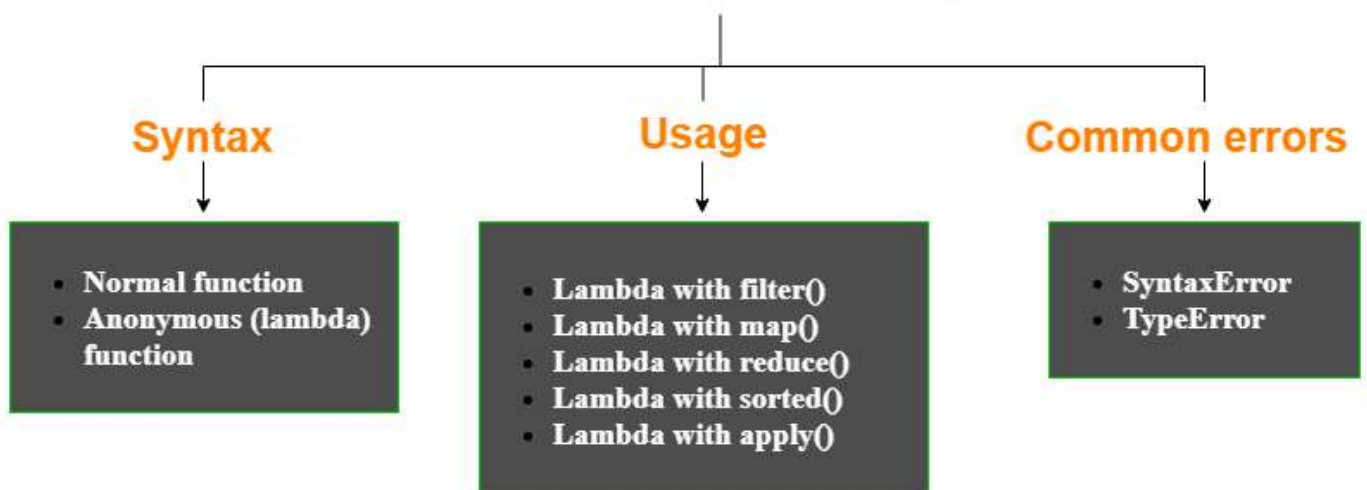 Syntax
Usage
Common errors
Normal function
Anonymous (lambda)
function
Lambda with filter()
Lambda with map()
Lambda with reduce()
Lambda with sorted()
Lambda with apply()
SyntaxError
TypeError